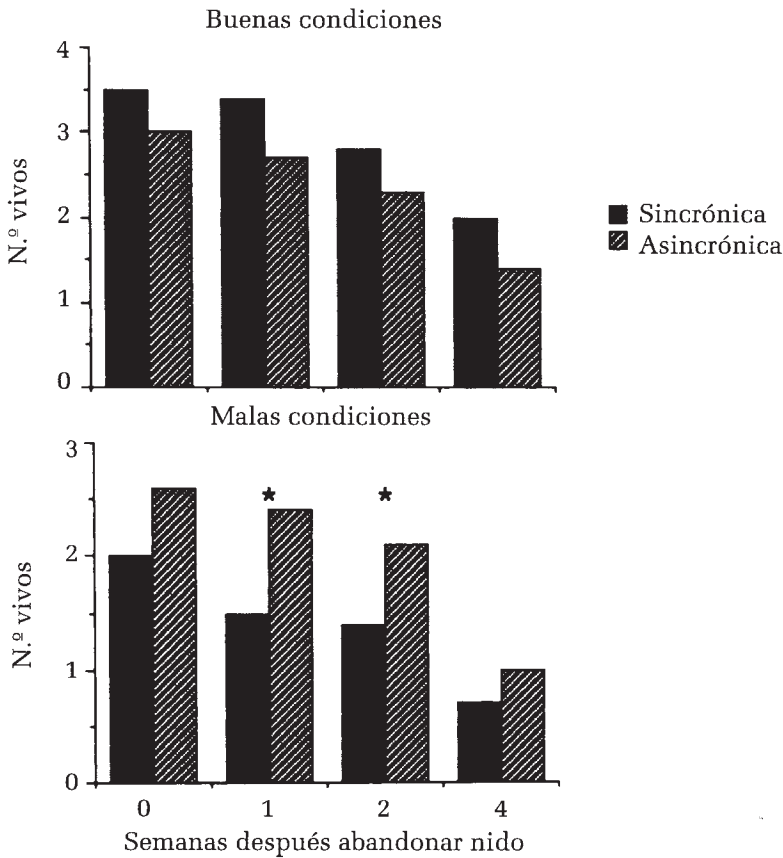 Buenas condiciones
4
3
2
1
0
N.º vivos
Sincrónica
Asincrónica
Malas condiciones
3
2
1
0
N.º vivos
* *
0 1 2 4
Semanas después abandonar nido